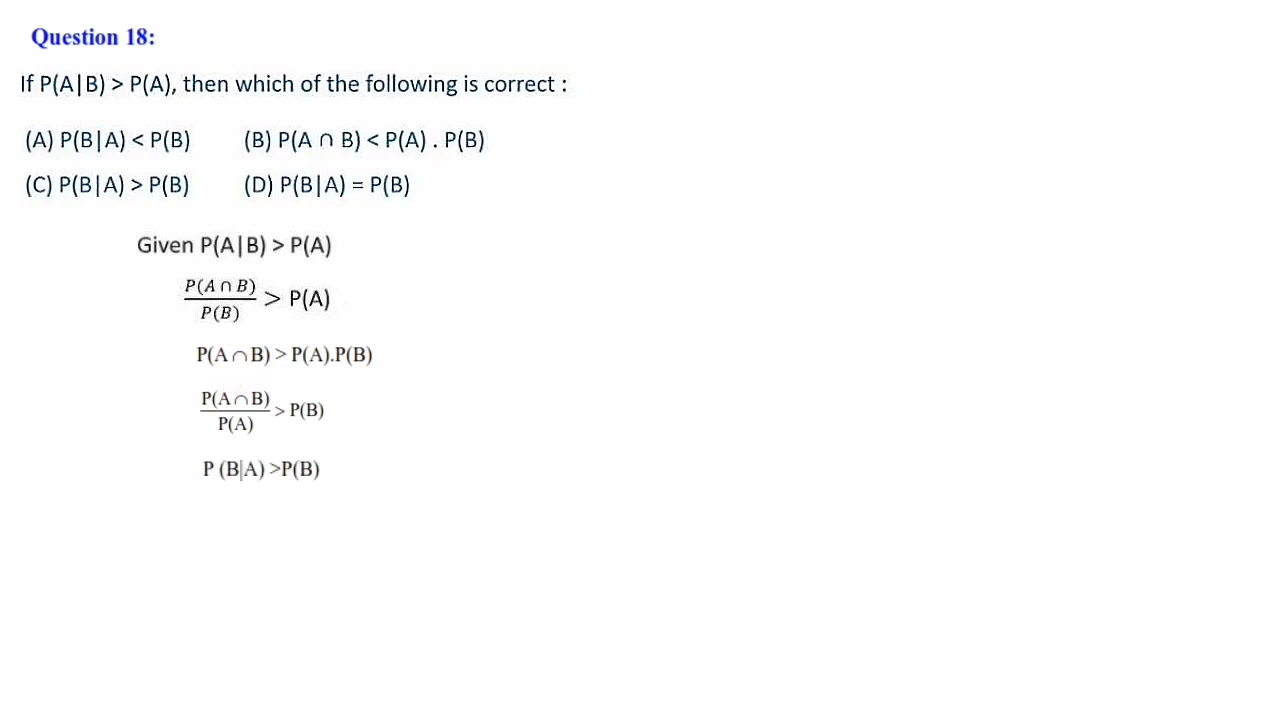 Question 18:
If P(A|B) > P(A), then which of the following is correct :
(A) P(B|A) < P(B) (B) P(A ∩ B) < P(A) . P(B)
(C) P(B|A) > P(B) (D) P(B|A) = P(B)
Given P(A|B) > P(A)
P(A ∩ B)
P(B)
> P(A)
P(A∩B) > P(A).P(B)
P(A∩B)
P(A)
> P(B)
P (B|A) >P(B)